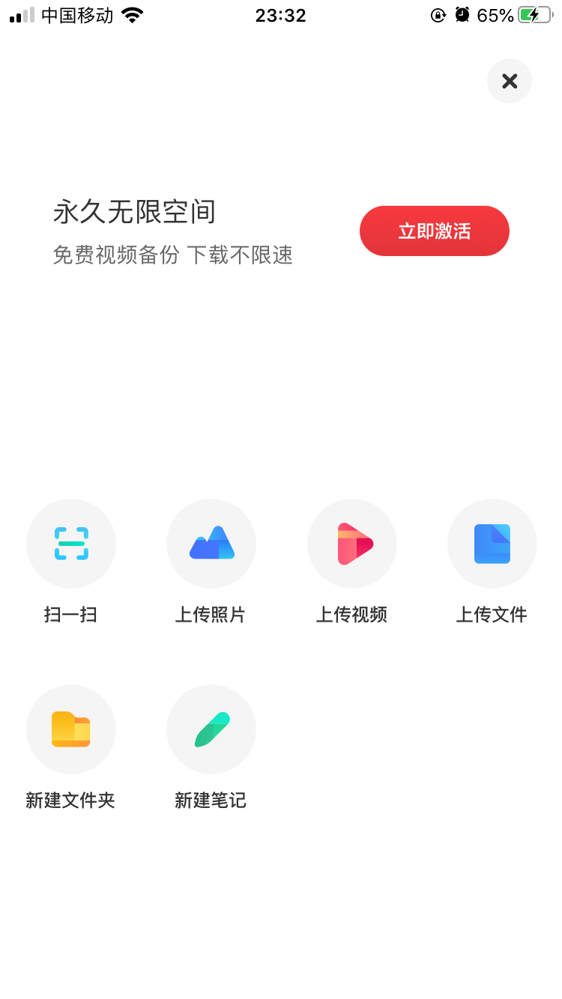 中国移动 23:32 65%
永久无限空间
免费视频备份 下载不限速
立即激活
扫一扫 上传照片 上传视频 上传文件
新建文件夹 新建笔记